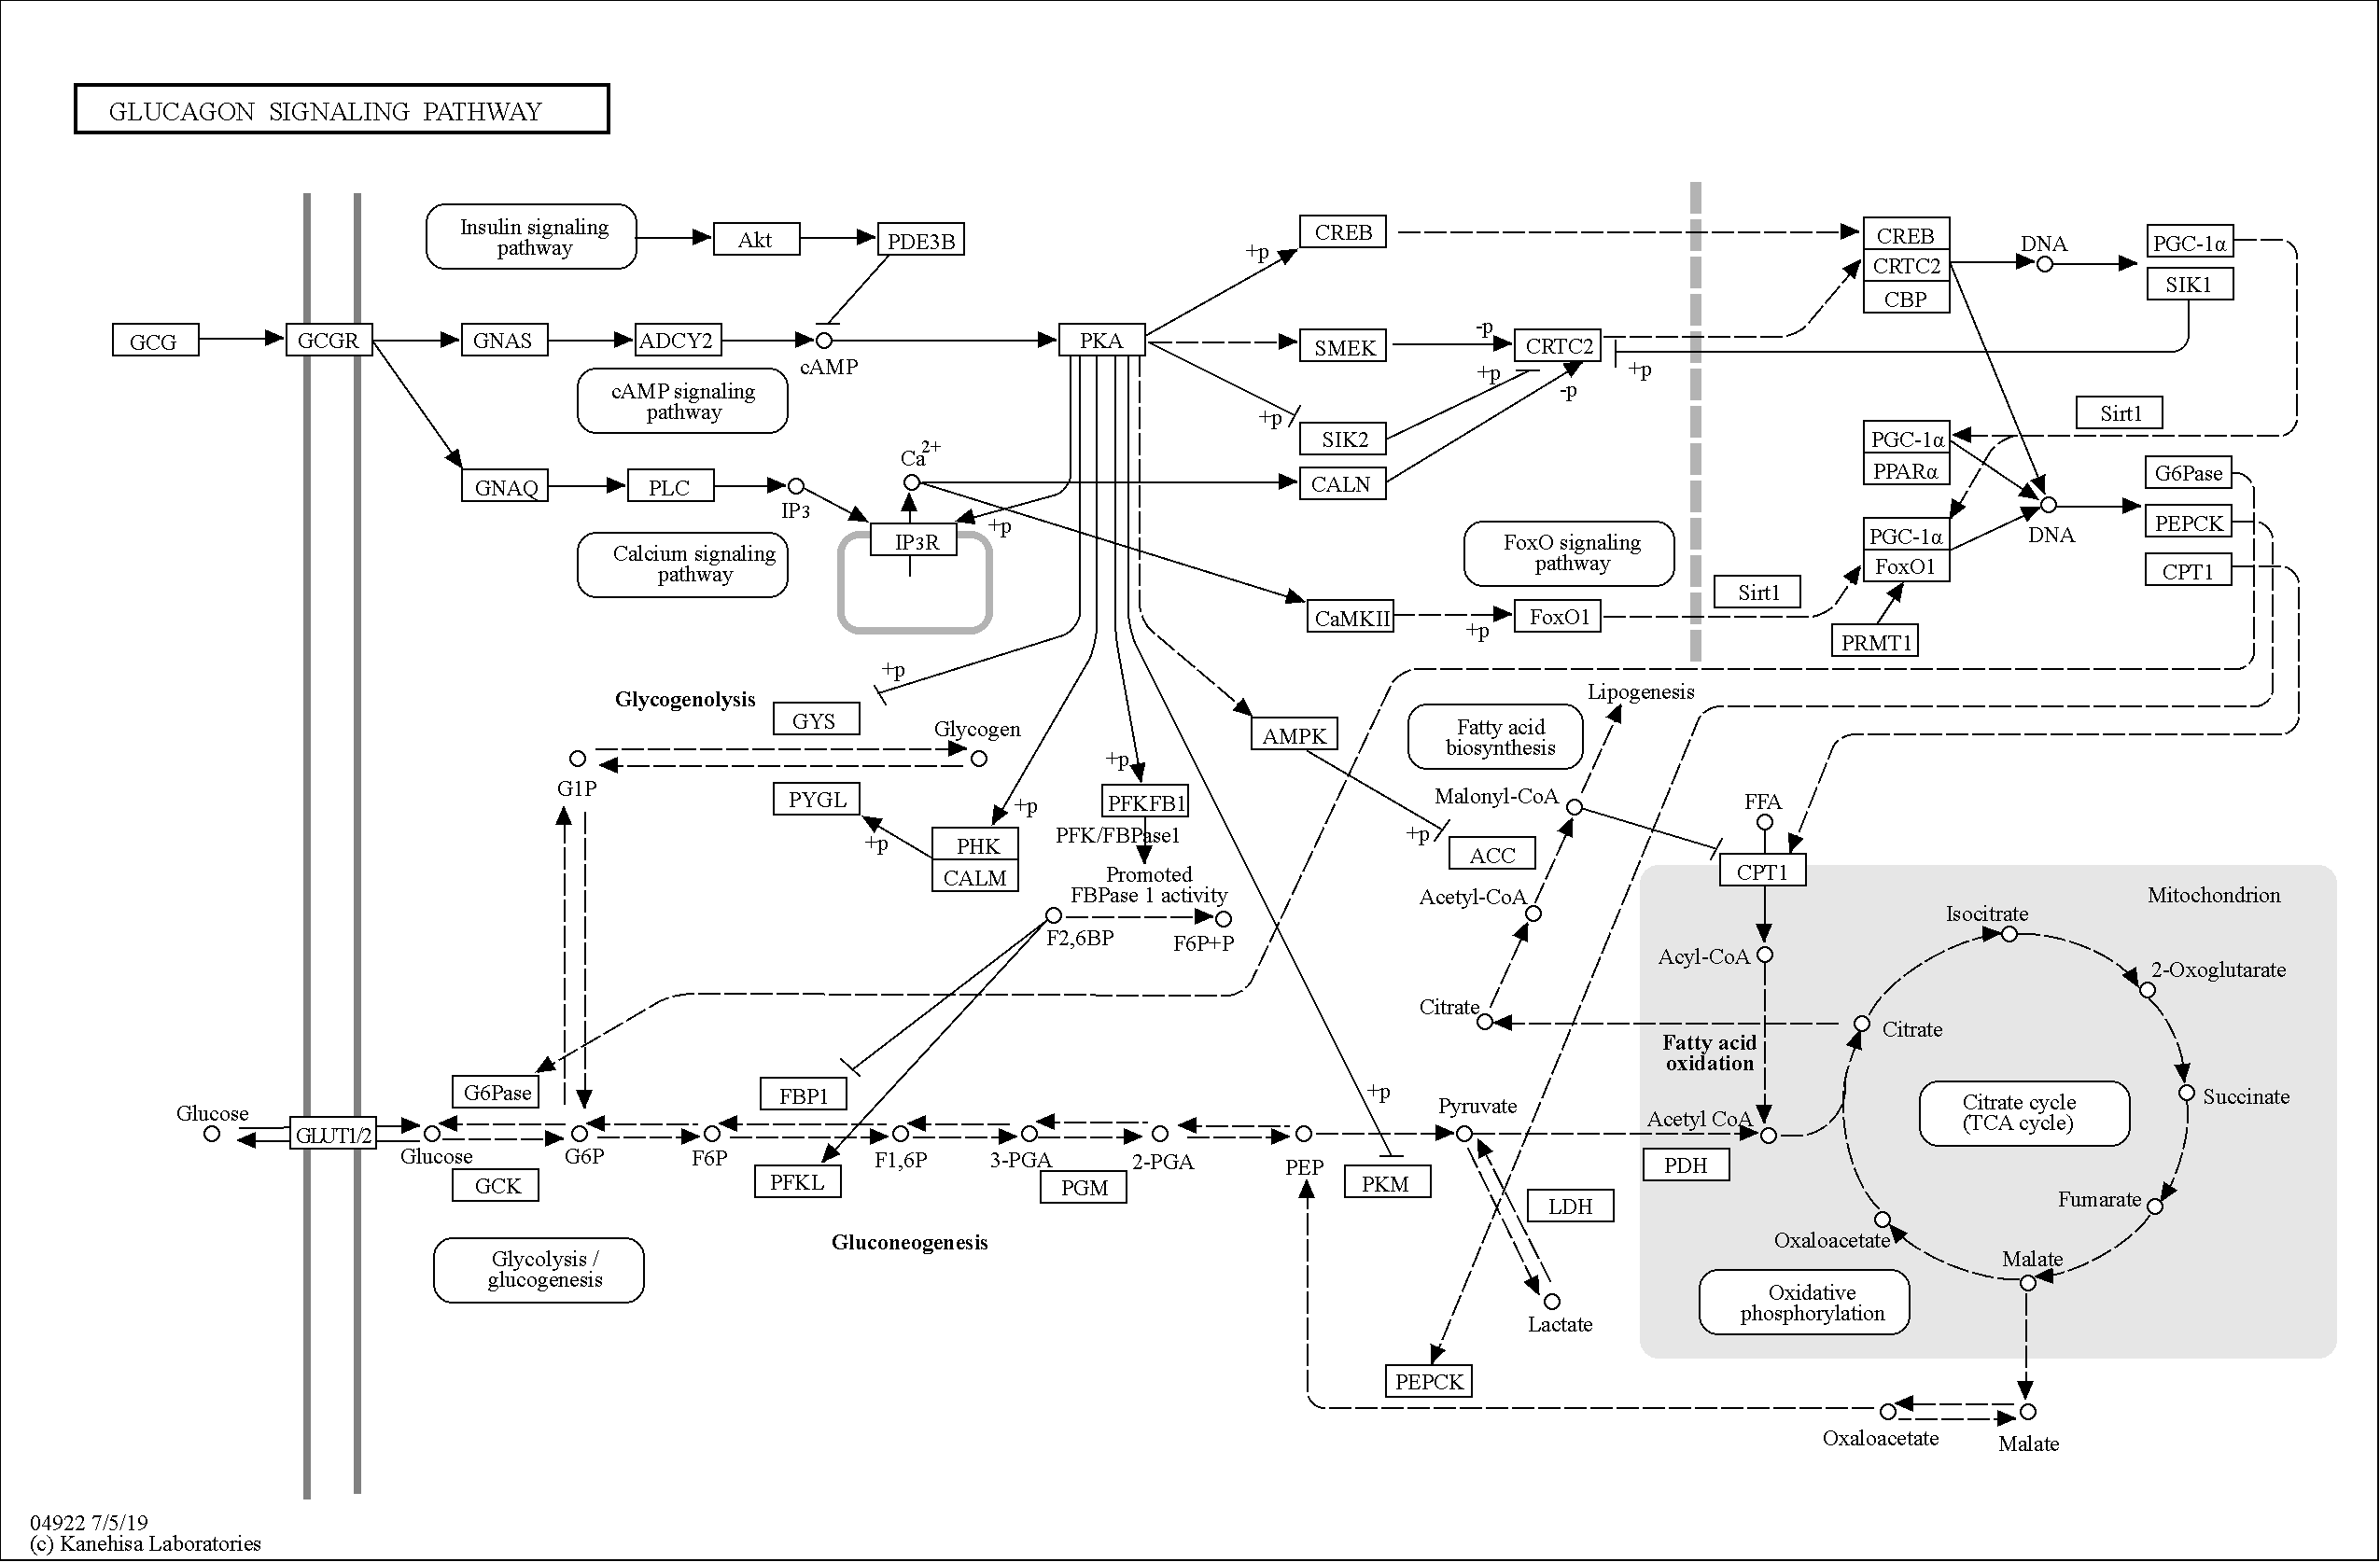 GLUCAGON SIGNALING PATHWAY
Insulin signaling
pathway
Akt
PDE3B
CREB
+p
CREB
CRTC2
CBP
DNA
PGC-1α
SIK1
GCG
GCGR
GNAS
ADCY2
cAMP
PKA
SMEK
-p
CRTC2
+p
+p
-p
+p
SIK2
cAMP signaling
pathway
Sirt1
Ca2+
GNAQ
PLC
IP3
CALN
PGC-1α
PPARα
G6Pase
PEPCK
CPT1
DNA
IP3R
+p
Calcium signaling
pathway
FoxO signaling
pathway
PGC-1α
FoxO1
Sirt1
CaMKII
+p
FoxO1
PRMT1
+p
Glycogenolysis
GYS
Glycogen
G1P
PYGL
+p
PHK
CALM
+p
+p
PFKFB1
PFK/FBPase1
Promoted
FBPase 1 activity
F2,6BP
F6P+P
AMPK
Lipogenesis
Fatty acid
biosynthesis
Malonyl-CoA
+p
ACC
Acetyl-CoA
Citrate
FFA
CPT1
Mitochondrion
Acyl-CoA
Isocitrate
2-Oxoglutarate
Citrate
Fatty acid
oxidation
Citrate cycle
(TCA cycle)
Succinate
Fumarate
Malate
Oxaloacetate
Oxidative
phosphorylation
Glucose
GLUT1/2
Glucose
G6Pase
GCK
G6P
F6P
FBP1
PFKL
F1,6P
3-PGA
PGM
2-PGA
PEP
+p
PKM
Pyruvate
LDH
Lactate
Acetyl CoA
PDH
Gluconeogenesis
Glycolysis /
glucogenesis
PEPCK
Oxaloacetate
Malate
04922 7/5/19
(c) Kanehisa Laboratories